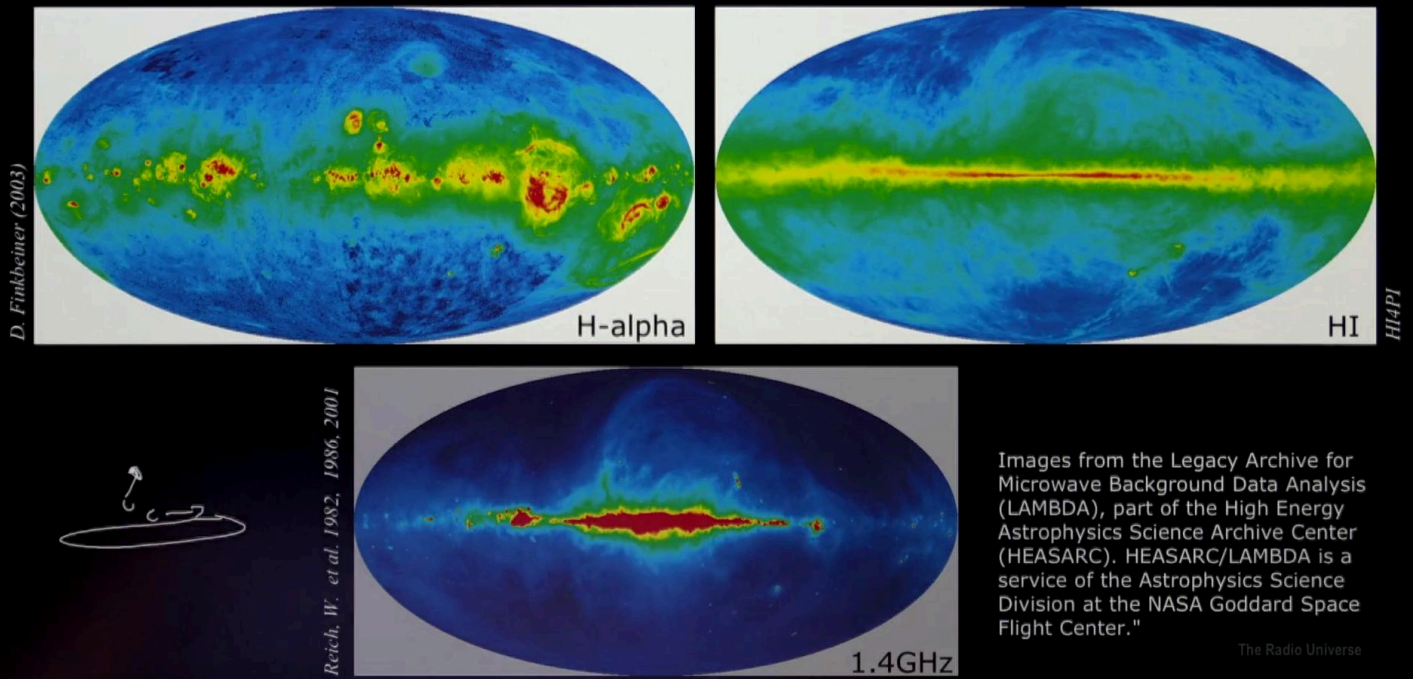 D. Finkbeiner (2003)
H-alpha
HI
HI4PI
Reich, W. et al. 1982, 1986, 2001
1.4GHz
Images from the Legacy Archive for
Microwave Background Data Analysis
(LAMBDA), part of the High Energy
Astrophysics Science Archive Center
(HEASARC). HEASARC/LAMBDA is a
service of the Astrophysics Science
Division at the NASA Goddard Space
Flight Center."
The Radio Universe